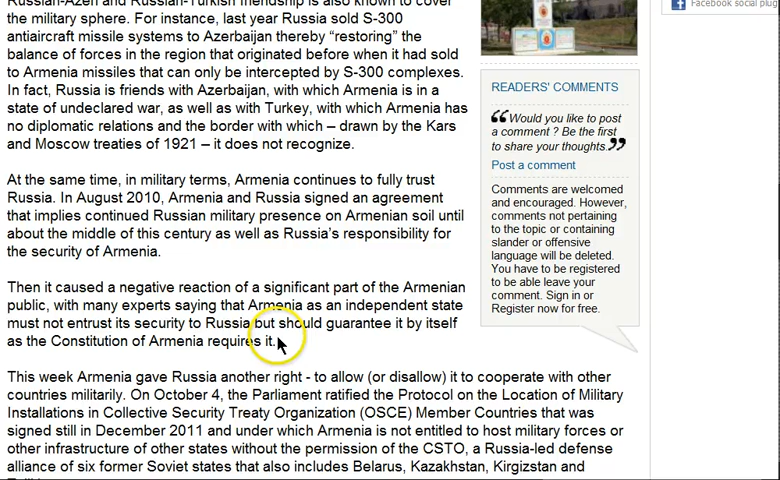 Russian-Azeri and Russian-Turkish friendship is also known to cover
the military sphere. For instance, last year Russia sold S-300
antiaircraft missile systems to Azerbaijan thereby “restoring” the
balance of forces in the region that originated before when it had sold
to Armenia missiles that can only be intercepted by S-300 complexes.
In fact, Russia is friends with Azerbaijan, with which Armenia is in a
state of undeclared war, as well as with Turkey, with which Armenia has
no diplomatic relations and the border with which – drawn by the Kars
and Moscow treaties of 1921 – it does not recognize.
At the same time, in military terms, Armenia continues to fully trust
Russia. In August 2010, Armenia and Russia signed an agreement
that implies continued Russian military presence on Armenian soil until
about the middle of this century as well as Russia’s responsibility for
the security of Armenia.
Then it caused a negative reaction of a significant part of the Armenian
public, with many experts saying that Armenia as an independent state
must not entrust its security to Russia but should guarantee it by itself
as the Constitution of Armenia requires it.
This week Armenia gave Russia another right - to allow (or disallow) it to cooperate with other
countries militarily. On October 4, the Parliament ratified the Protocol on the Location of Military
Installations in Collective Security Treaty Organization (OSCE) Member Countries that was
signed still in December 2011 and under which Armenia is not entitled to host military forces or
other infrastructure of other states without the permission of the CSTO, a Russia-led defense
alliance of six former Soviet states that also includes Belarus, Kazakhstan, Kirgizstan and
READERS' COMMENTS
“Would you like to post
a comment ? Be the first
to share your thoughts.”
Post a comment
Comments are welcomed
and encouraged. However,
comments not pertaining
to the topic or containing
slander or offensive
language will be deleted.
You have to be registered
to be able leave your
comment. Sign in or
Register now for free.
Facebook social plug